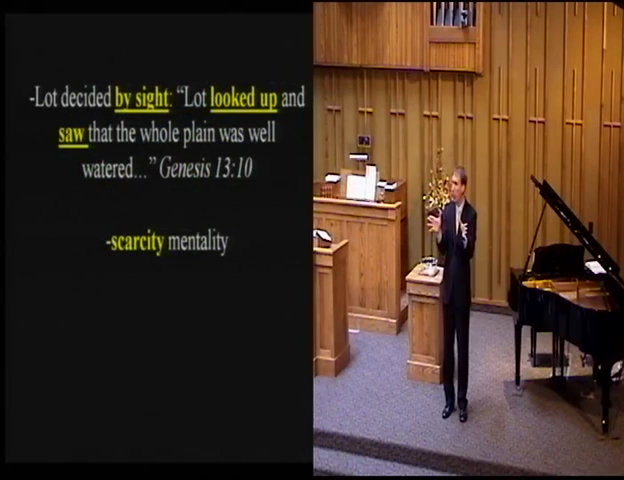 -Lot decided by sight: “Lot looked up and
saw that the whole plain was well
watered…” Genesis 13:10
-scarcity mentality